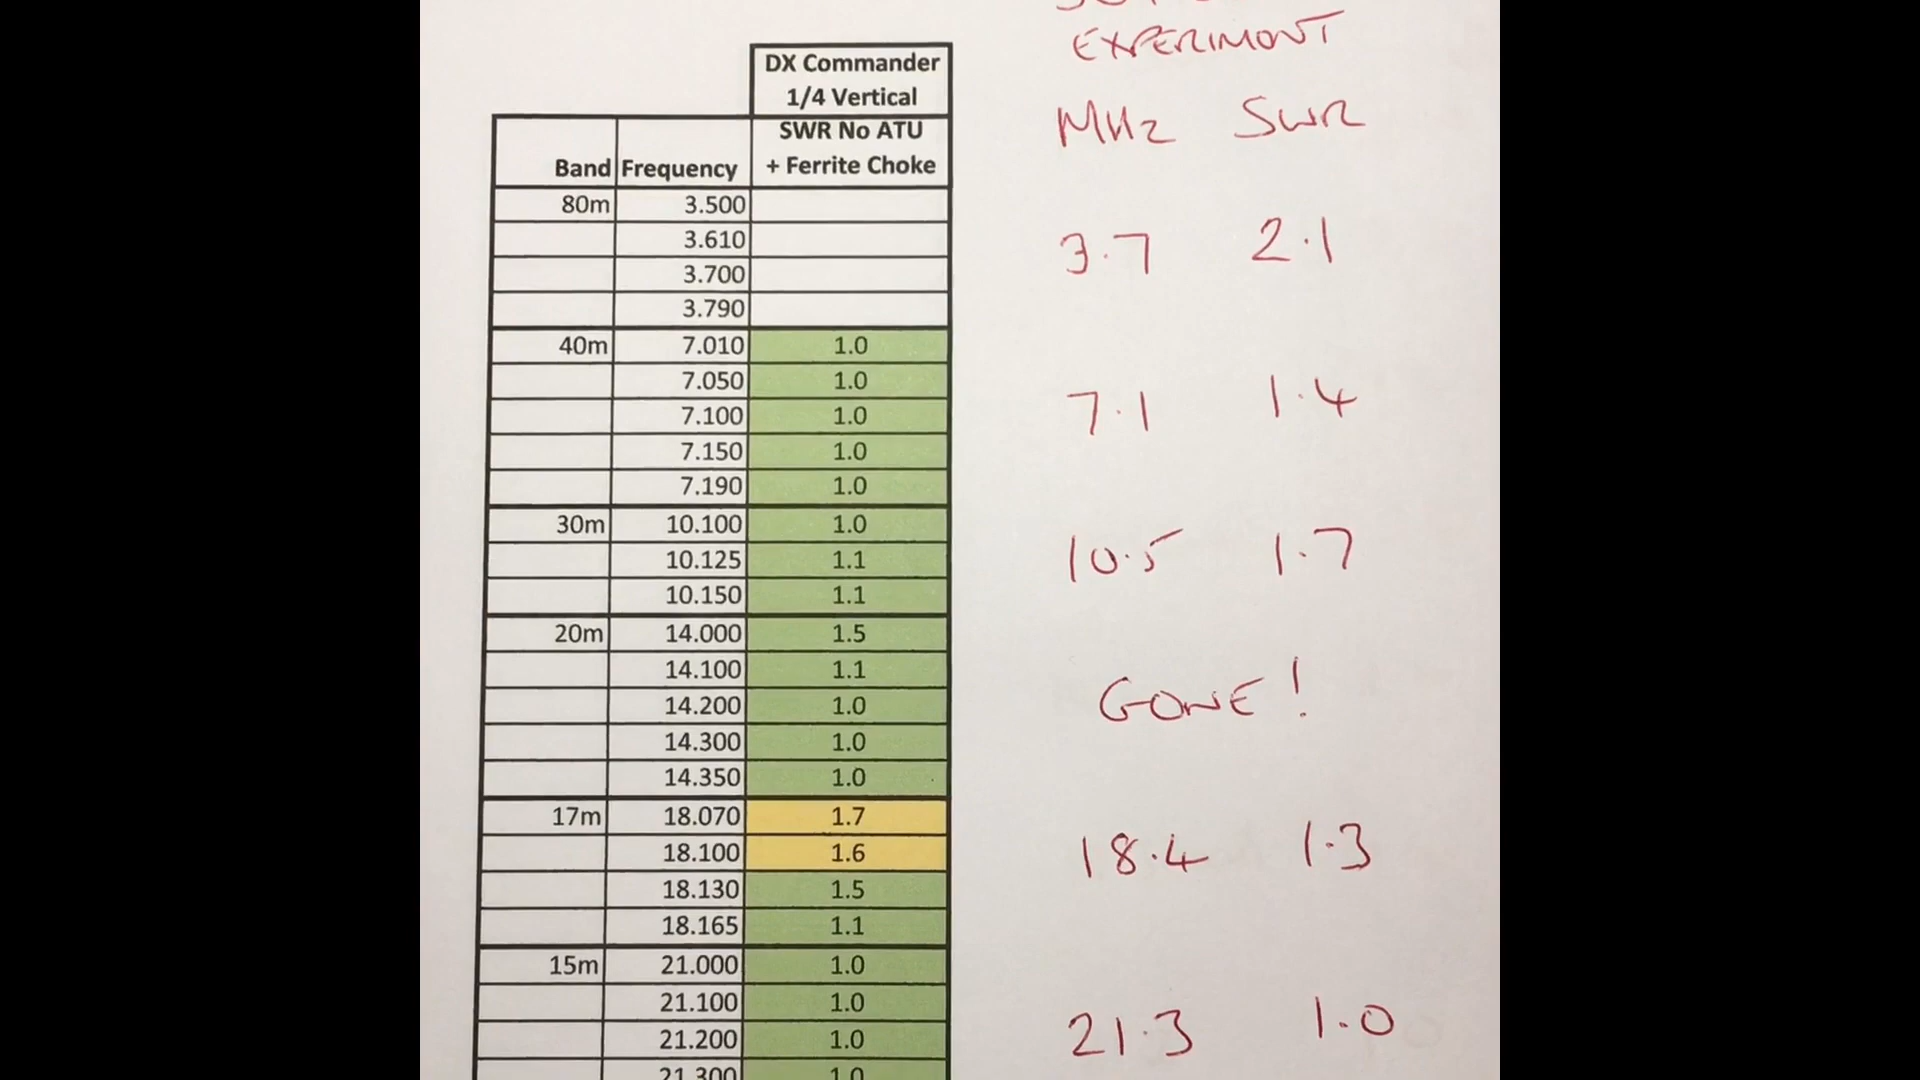 EXPERIMONT
DX Commander
1/4 Vertical
MHz SWR
SWR No ATU
Band Frequency + Ferrite Choke
80m 3.500
3.610
3.7 2.1
3.700
3.790
40m 7.010 1.0
7.050 1.0
7.1 1.4
7.100 1.0
7.150 1.0
7.190 1.0
30m 10.100 1.0
10.125 1.1
10.5 1.7
10.150 1.1
20m 14.000 1.5
14.100 1.1
14.200 1.0
GONE!
14.300 1.0
14.350 1.0
17m 18.070 1.7
18.100 1.6
18.4 1.3
18.130 1.5
18.165 1.1
15m 21.000 1.0
21.100 1.0
21.200 1.0
21.3 1.0
21.300 1.0